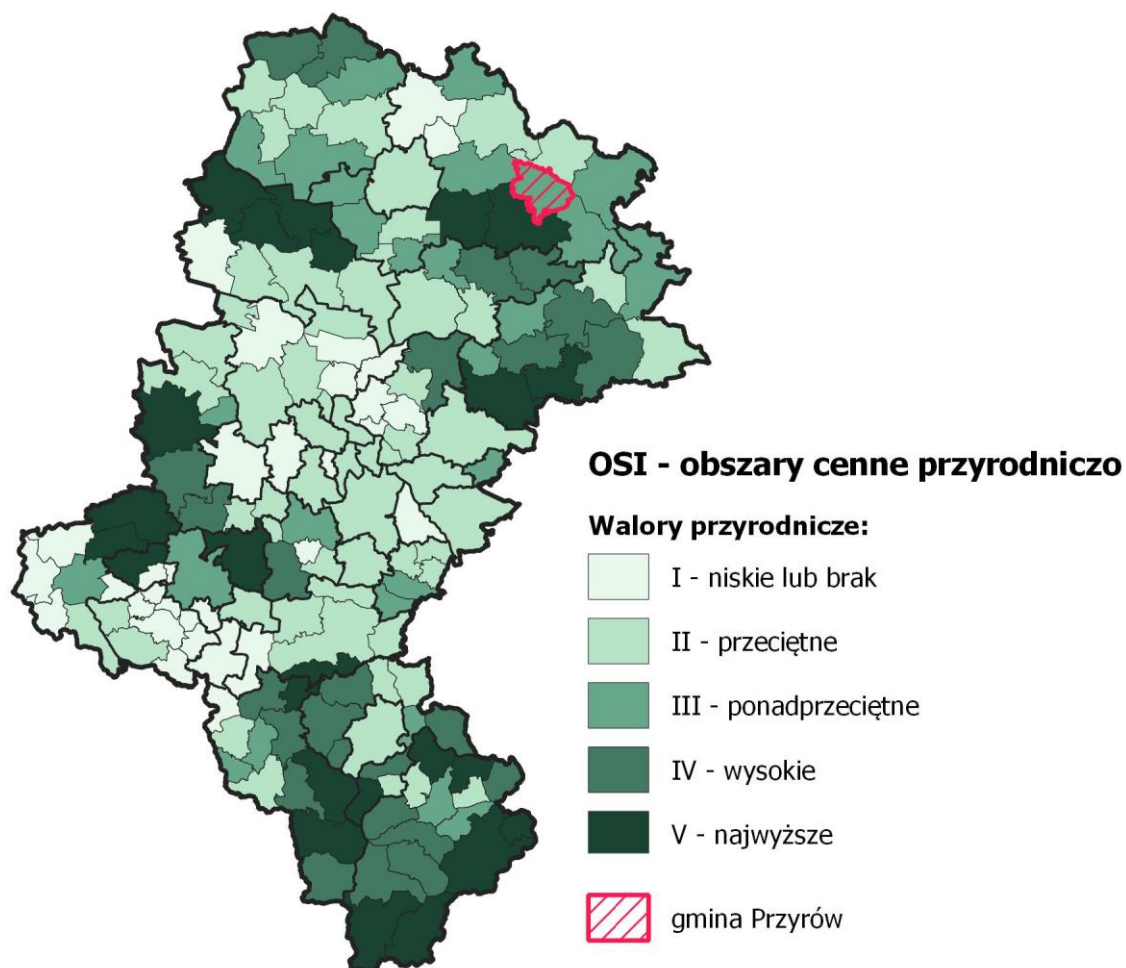 OSI - obszary cenne przyrodniczo
Walory przyrodnicze:
I - niskie lub brak
II - przeciętne
III - ponadprzeciętne
IV - wysokie
V - najwyższe
gmina Przyrów